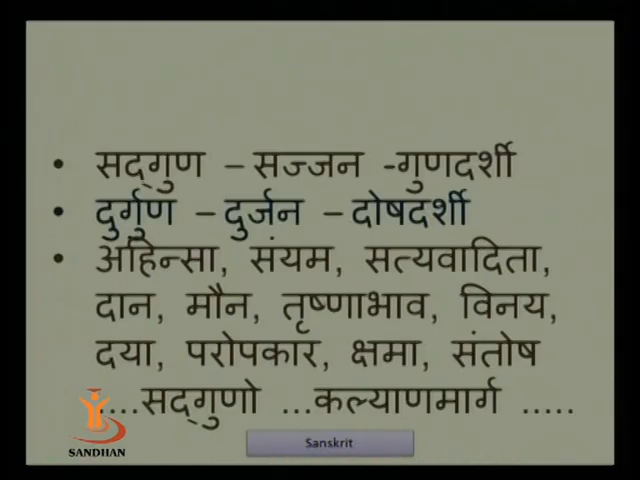 • सद्गुण – सज्जन -गुणदर्शी
• दुर्गुण – दुर्जन – दोषदर्शी
• अहिन्सा, संयम, सत्यवादिता,
दान, मौन, तृष्णाभाव, विनय,
दया, परोपकार, क्षमा, संतोष
....सद्गुणो ...कल्याणमार्ग .....
SANDHAN
Sanskrit